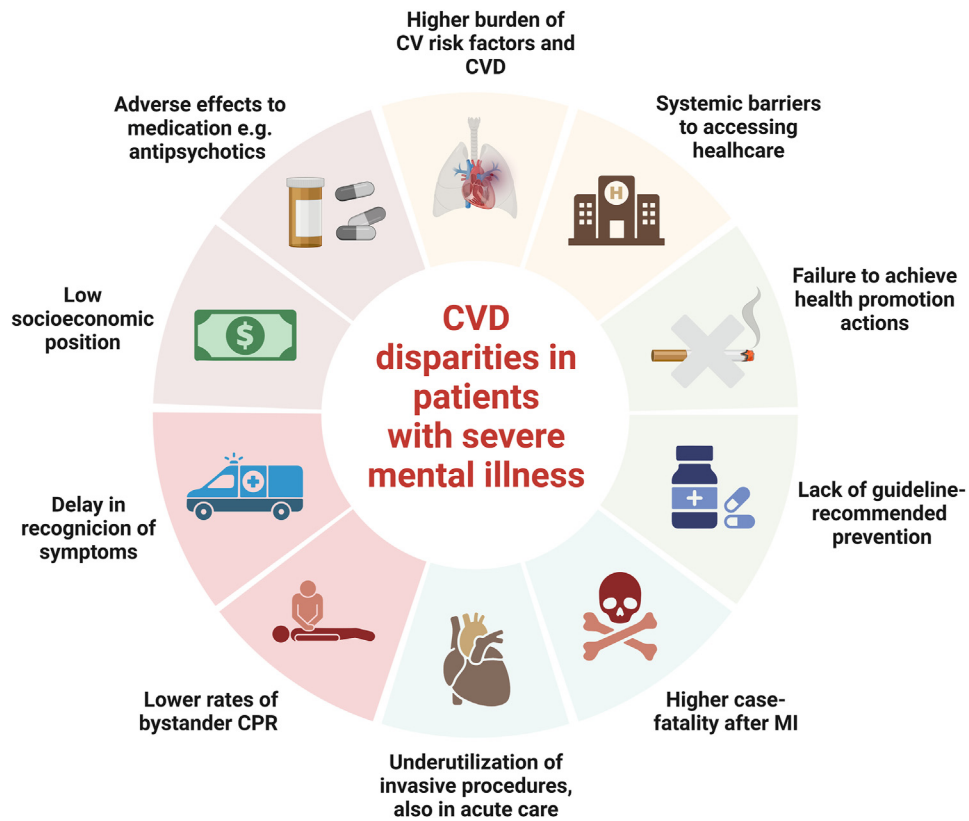 Higher burden of
CV risk factors and
CVD
Systemic barriers
to accessing
healhcare
Failure to achieve
health promotion
actions
Lack of guideline-
recommended
prevention
Higher case-
fatality after MI
Underutilization of
invasive procedures,
also in acute care
Lower rates of
bystander CPR
Delay in
recognicion of
symptoms
Low
socioeconomic
position
Adverse effects to
medication e.g.
antipsychotics
H
$
CVD
disparities in
patients
with severe
mental illness